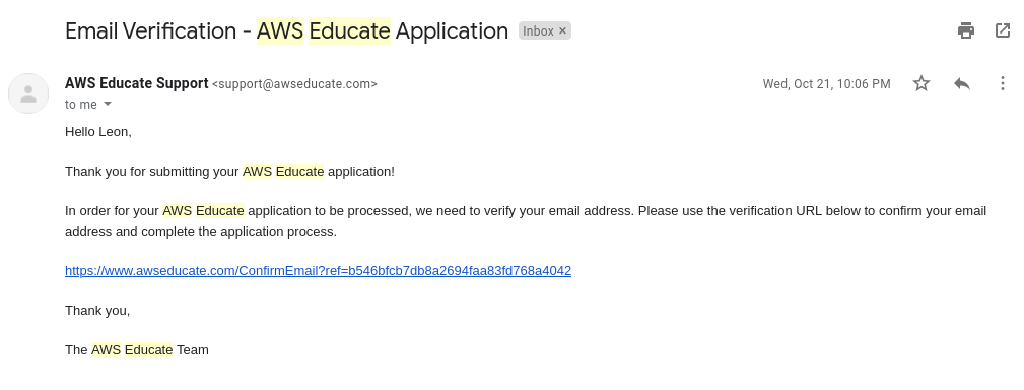 Email Verification - AWS Educate Application Inbox ×
AWS Educate Support <support@awseducate.com> Wed, Oct 21, 10:06 PM
to me
Hello Leon,
Thank you for submitting your AWS Educate application!
In order for your AWS Educate application to be processed, we need to verify your email address. Please use the verification URL below to confirm your email
address and complete the application process.
https://www.awseducate.com/ConfirmEmail?ref=b546bfcb7db8a2694faa83fd768a4042
Thank you,
The AWS Educate Team